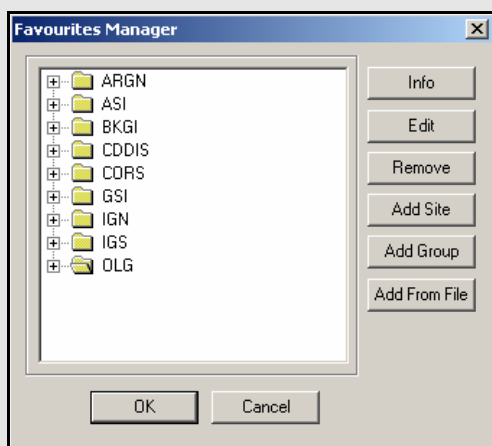 Favourites Manager
ARGN
ASI
BKGI
CDDIS
CORS
GSI
IGN
IGS
OLG
Info
Edit
Remove
Add Site
Add Group
Add From File
OK
Cancel